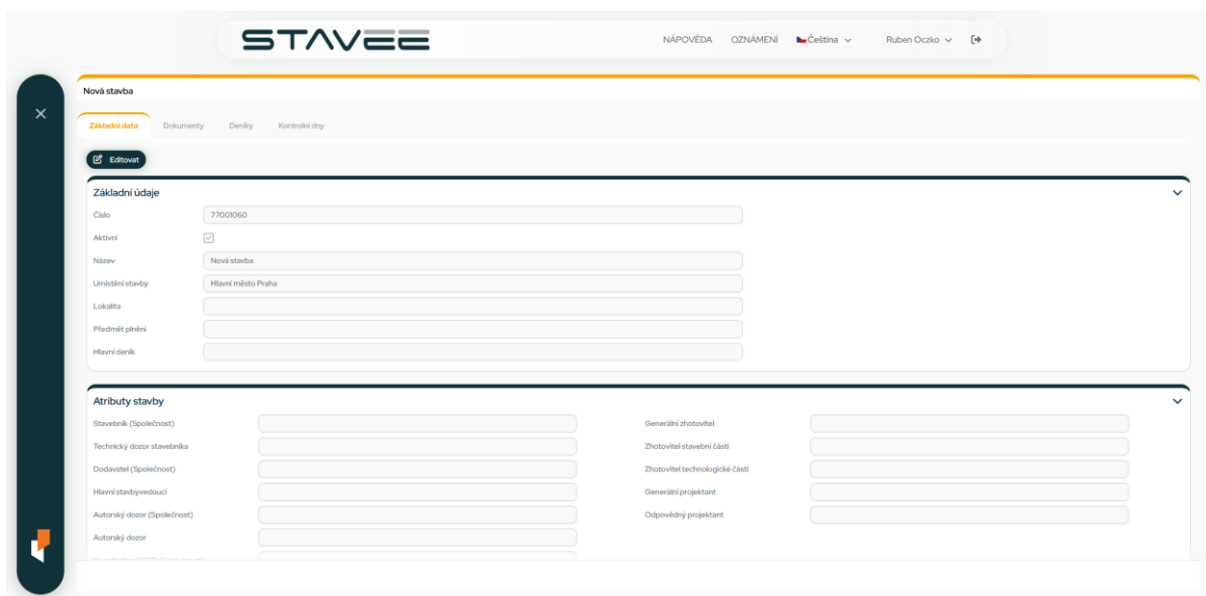 STAVEE
NÁPOVĚDA OZNÁMENÍ Čeština Ruben Oczko
Nová stavba
Základní data Dokumenty Deníky Kontrolní dny
Editovat
Základní údaje
Číslo 77001060
Aktivní
Název Nová stavba
Umístění stavby Hlavní město Praha
Lokalita
Předmět plnění
Hlavní deník
Atributy stavby
Stavebník (Společnost) Generální zhotovitel
Technický dozor stavebníka Zhotovitel stavební části
Dodavatel (Společnost) Zhotovitel technologické části
Hlavní stavbyvedoucí Generální projektant
Autorský dozor (Společnost) Odpovědný projektant
Autorský dozor